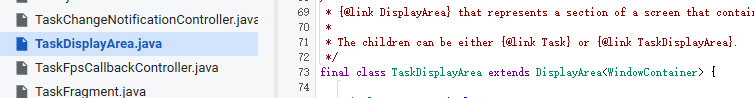 TaskChangeNotificationController.java
TaskDisplayArea.java
TaskFpsCallbackController.java
TaskFragment.java
69 * {@link DisplayArea} that represents a section of a screen that contai
70 *
71 * The children can be either {@link Task} or {@link TaskDisplayArea}.
72 */
73 final class TaskDisplayArea extends DisplayArea<WindowContainer> {
74